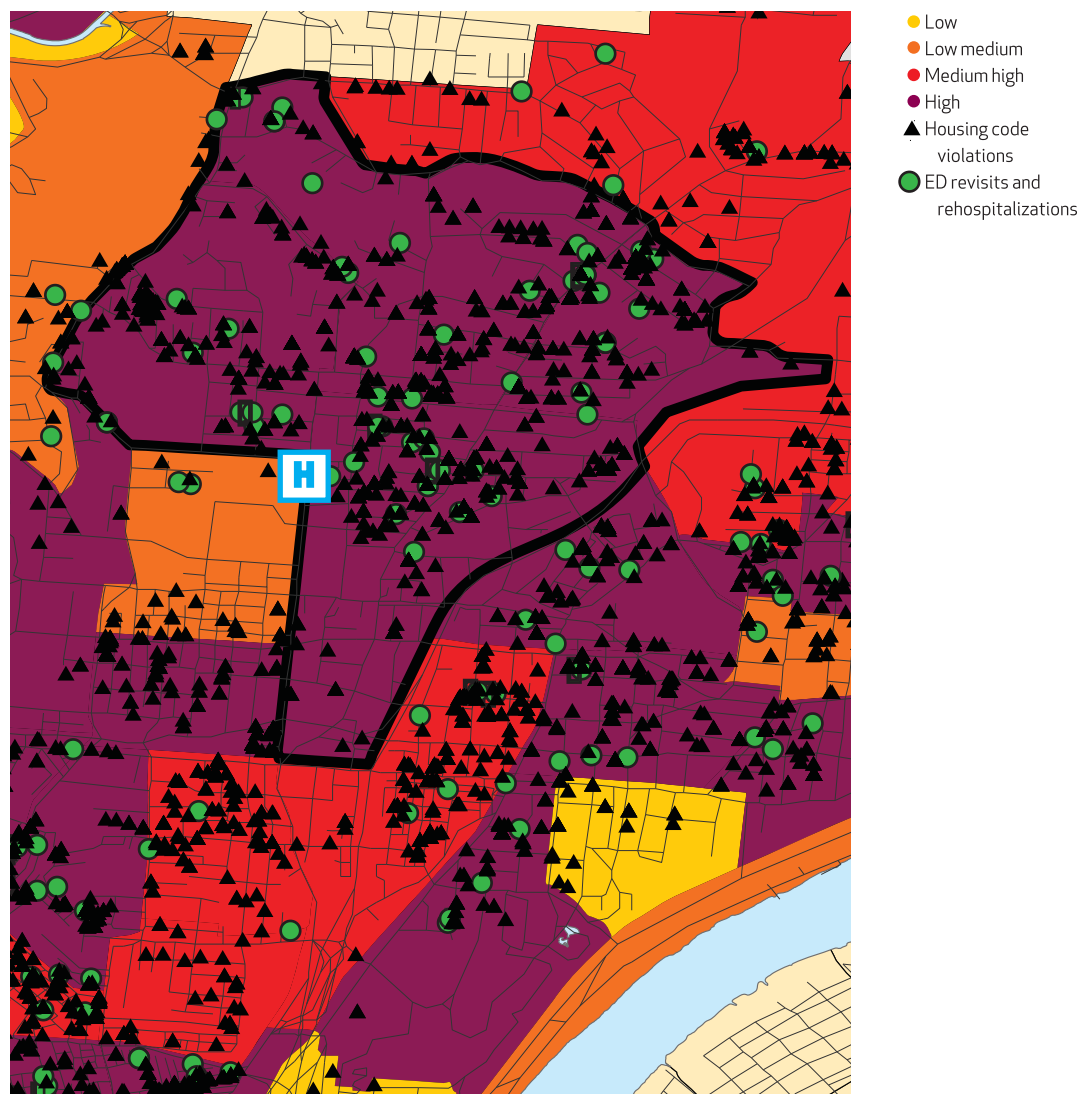 Low
Low medium
Medium high
High
Housing code
violations
ED revisits and
rehospitalizations
H